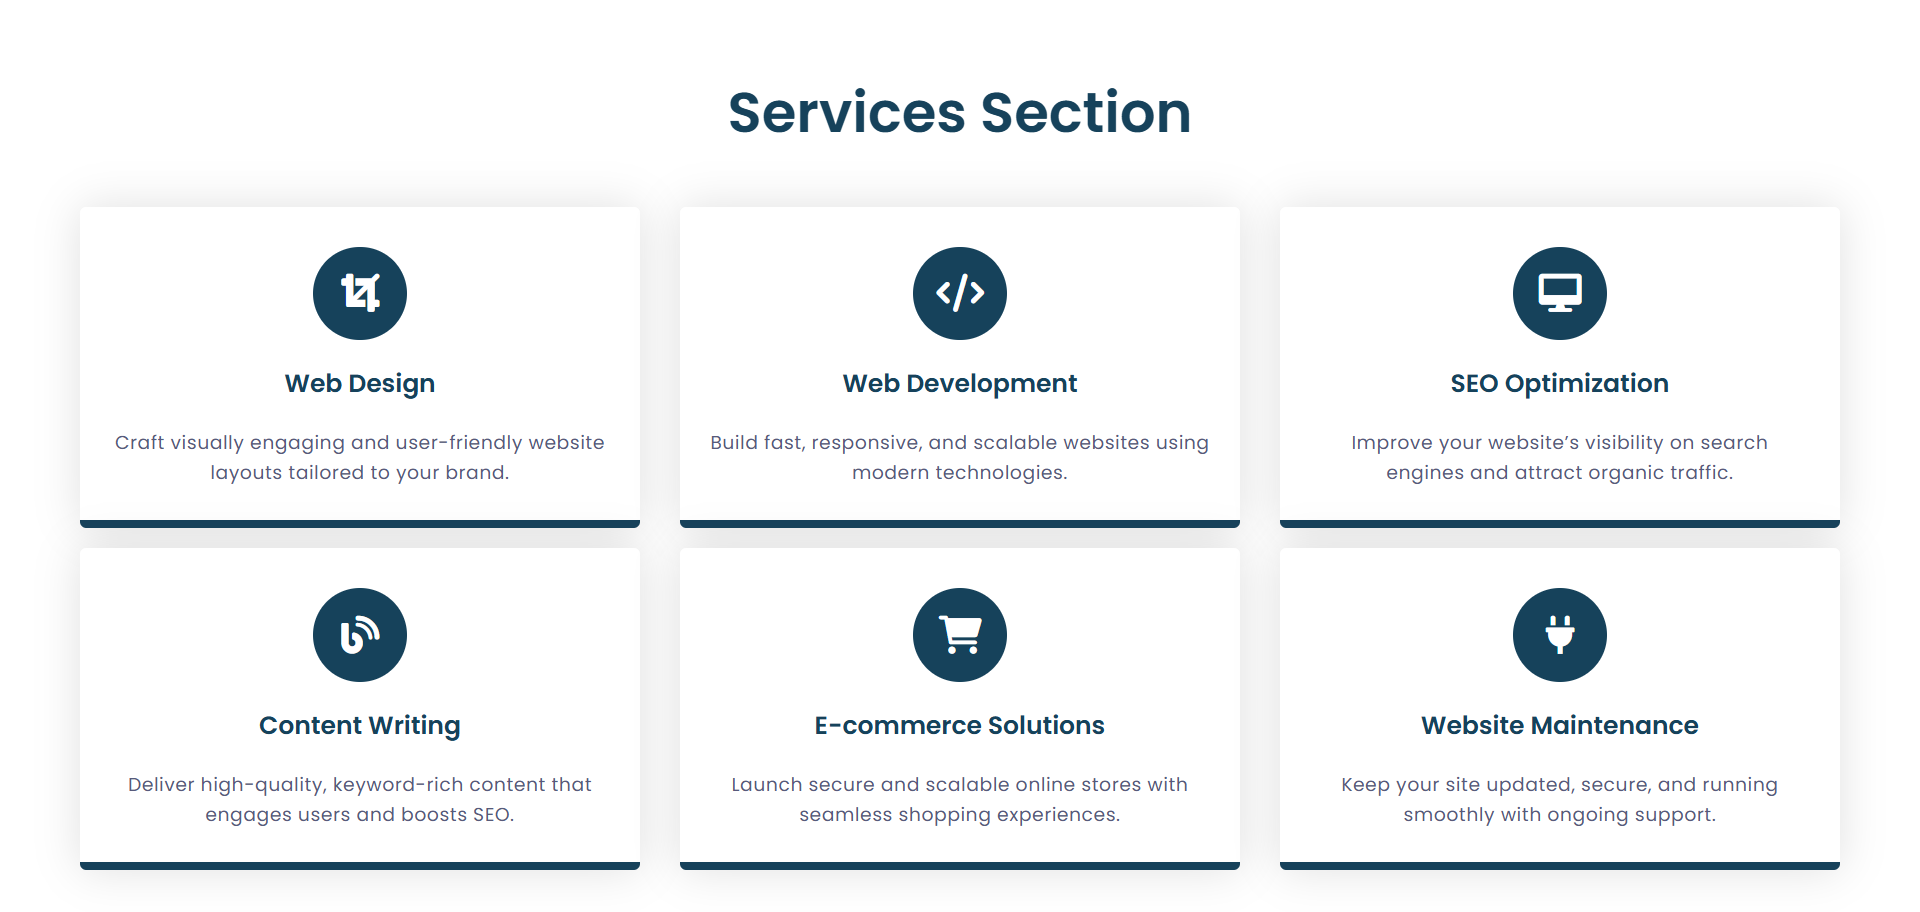 Services Section
Web Design
Craft visually engaging and user-friendly website
layouts tailored to your brand.
Web Development
Build fast, responsive, and scalable websites using
modern technologies.
SEO Optimization
Improve your website’s visibility on search
engines and attract organic traffic.
Content Writing
Deliver high-quality, keyword-rich content that
engages users and boosts SEO.
E-commerce Solutions
Launch secure and scalable online stores with
seamless shopping experiences.
Website Maintenance
Keep your site updated, secure, and running
smoothly with ongoing support.